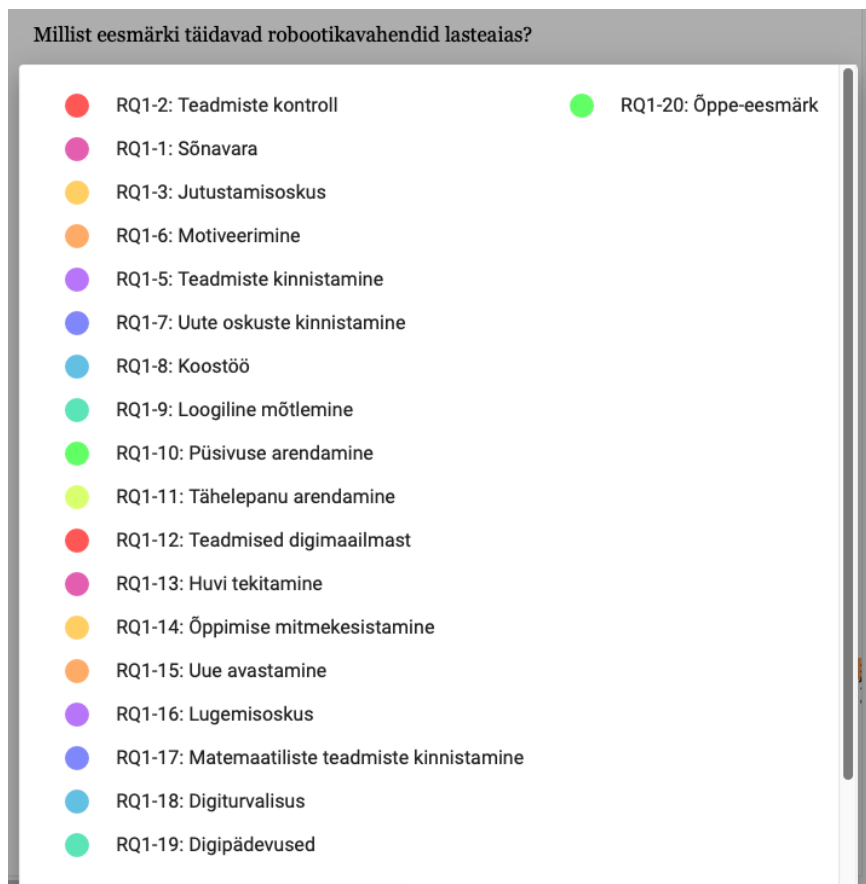 Millist eesmärki täidavad robootikavahendid lasteaias?
RQ1-2: Teadmiste kontroll
RQ1-1: Sõnavara
RQ1-3: Jutustamisoskus
RQ1-6: Motiveerimine
RQ1-5: Teadmiste kinnistamine
RQ1-7: Uute oskuste kinnistamine
RQ1-8: Koostöö
RQ1-9: Loogiline mõtlemine
RQ1-10: Püsivuse arendamine
RQ1-11: Tähelepanu arendamine
RQ1-12: Teadmised digimaailmast
RQ1-13: Huvi tekitamine
RQ1-14: Õppimise mitmekesistamine
RQ1-15: Uue avastamine
RQ1-16: Lugemisoskus
RQ1-17: Matemaatiliste teadmiste kinnistamine
RQ1-18: Digiturvalisus
RQ1-19: Digipädevused
RQ1-20: Õppe-eesmärk